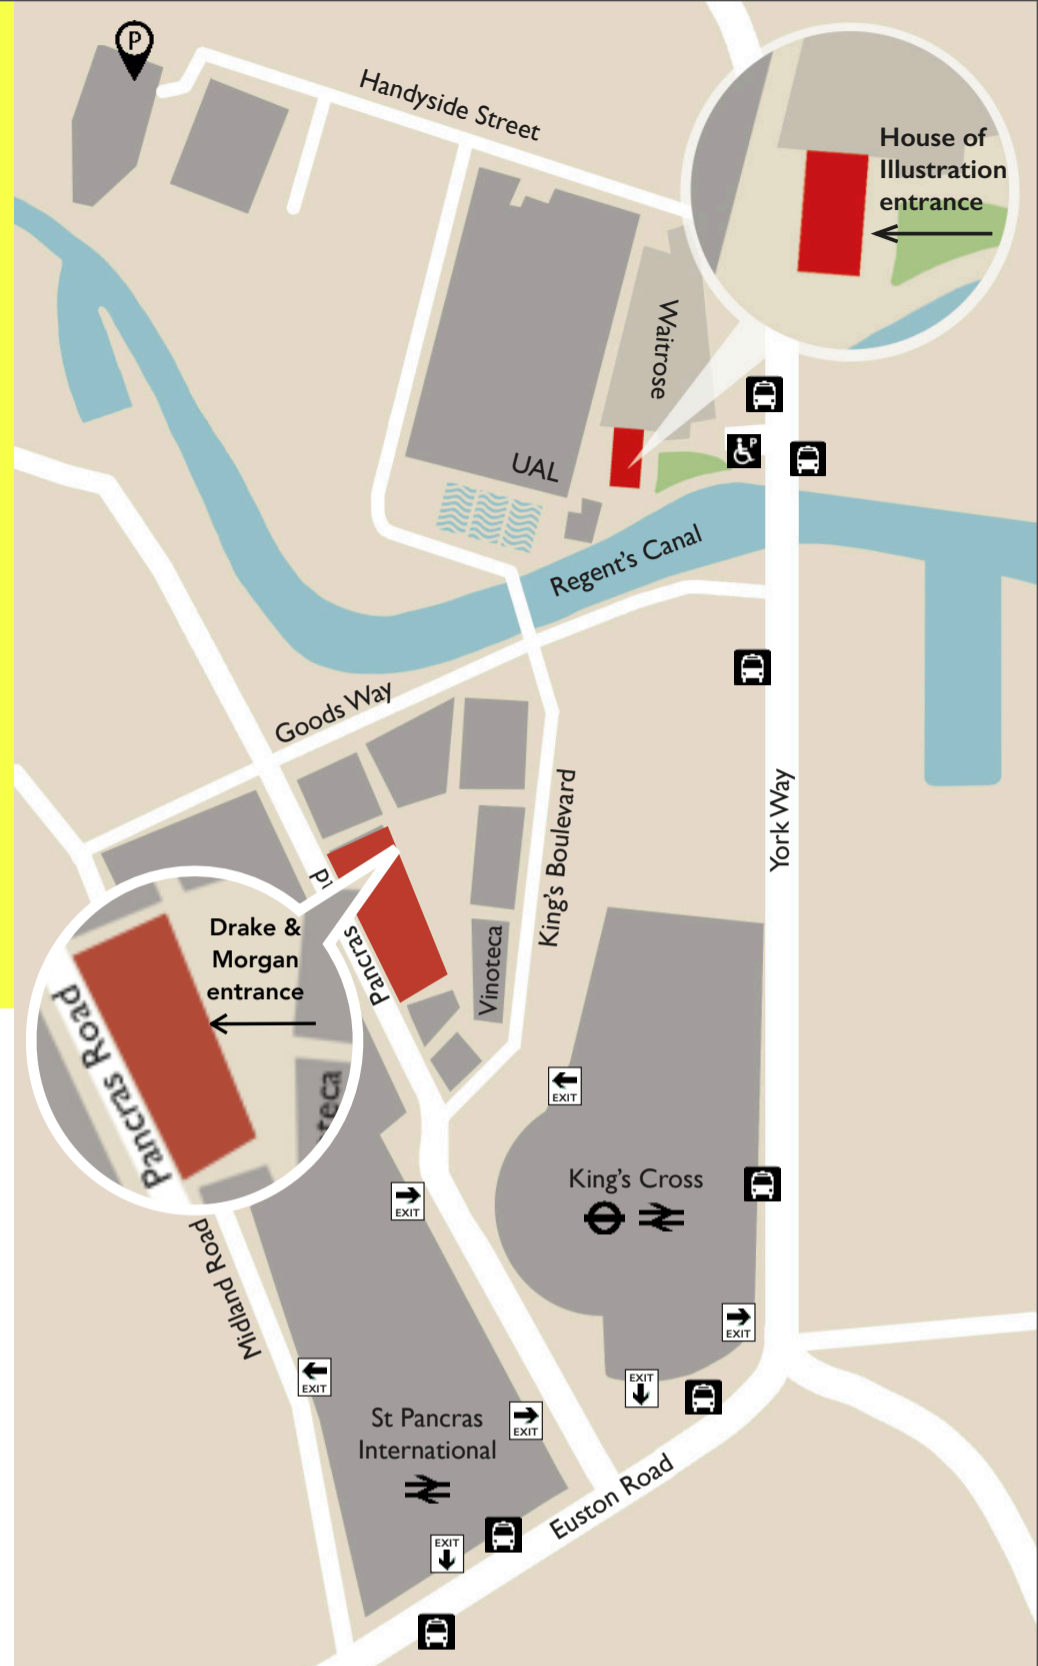 P
Handyside Street
House of
Illustration
entrance
Waitrose
P
UAL
Regent's Canal
Goods Way
King's Boulevard
York Way
Pancras
Vinoteca
Drake &
Morgan
entrance
Pancras Road
teca
EXIT
King's Cross
EXIT
Midland Road
EXIT
EXIT
EXIT
St Pancras
International
EXIT
Euston Road
EXIT